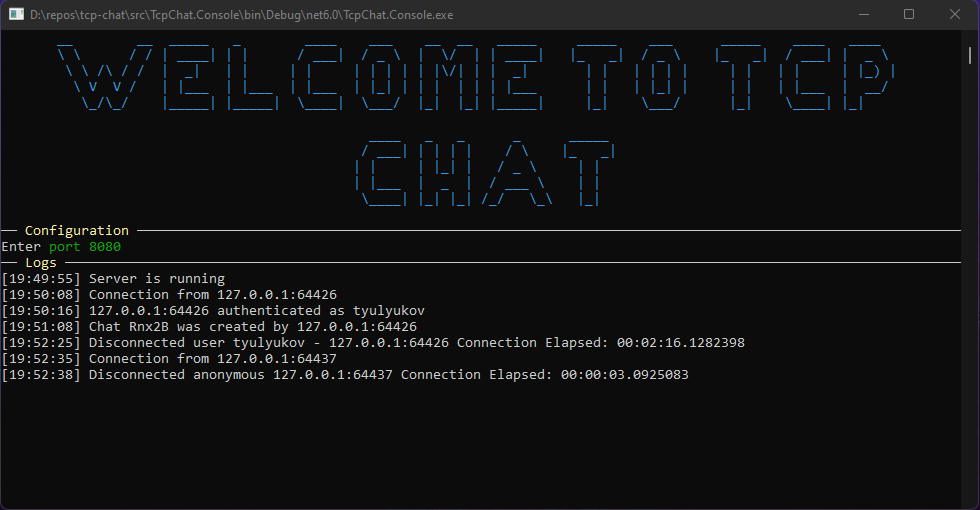 D:\repos\tcp-chat\src\TcpChat.Console\bin\Debug\net6.0\TcpChat.Console.exe
WELCOME TO TCP
CHAT
Configuration
Enter port 8080
Logs
[19:49:55] Server is running
[19:50:08] Connection from 127.0.0.1:64426
[19:50:16] 127.0.0.1:64426 authenticated as tyulyukov
[19:51:08] Chat Rnx2B was created by 127.0.0.1:64426
[19:52:25] Disconnected user tyulyukov - 127.0.0.1:64426 Connection Elapsed: 00:02:16.1282398
[19:52:35] Connection from 127.0.0.1:64437
[19:52:38] Disconnected anonymous 127.0.0.1:64437 Connection Elapsed: 00:00:03.0925083